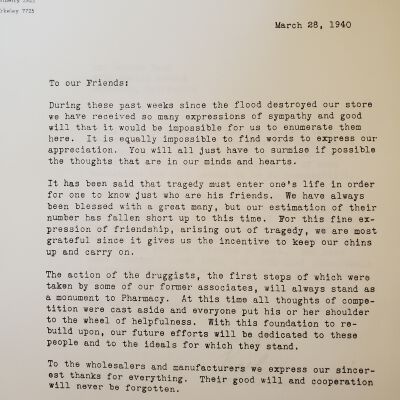 7725
March 28, 1940
To our Friends:
During these past weeks since the flood destroyed our store
we have received so many expressions of sympathy and good
will that it would be impossible for us to enumerate them
here. It is equally impossible to find words to express our
appreciation. You will all just have to surmise if possible
the thoughts that are in our minds and hearts.
It has been said that tragedy must enter one's life in order
for one to know just who are his friends. We have always
been blessed with a great many, but our estimation of their
number has fallen short up to this time. For this fine ex-
pression of friendship, arising out of tragedy, we are most
grateful since it gives us the incentive to keep our chins
up and carry on.
The action of the druggists, the first steps of which were
taken by some of our former associates, will always stand as
a monument to Pharmacy. At this time all thoughts of compe-
tition were cast aside and everyone put his or her shoulder
to the wheel of helpfulness. With this foundation to re-
build upon, our future efforts will be dedicated to these
people and to the ideals for which they stand.
To the wholesalers and manufacturers we express our sincer-
est thanks for everything. Their good will and cooperation
will never be forgotten.